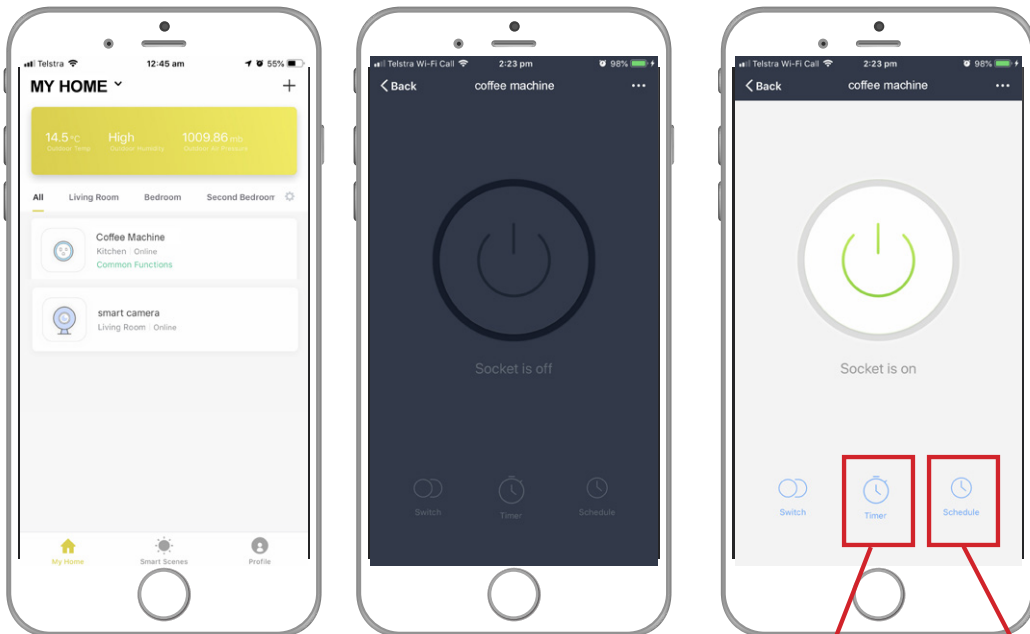 Telstra 12:45 am 55%
MY HOME
14.5 °C High 1009.86 mb
Outdoor Temp Outdoor Humidity Outdoor Air Pressure
All Living Room Bedroom Second Bedroom
Coffee Machine
Kitchen | Online
Common Functions
smart camera
Living Room | Online
My Home Smart Scenes Profile
Telstra Wi-Fi Call 2:23 pm 98%
Back coffee machine ...
Socket is off
Switch Timer Schedule
Telstra Wi-Fi Call 2:23 pm 98%
Back coffee machine ...
Socket is on
Switch Timer Schedule